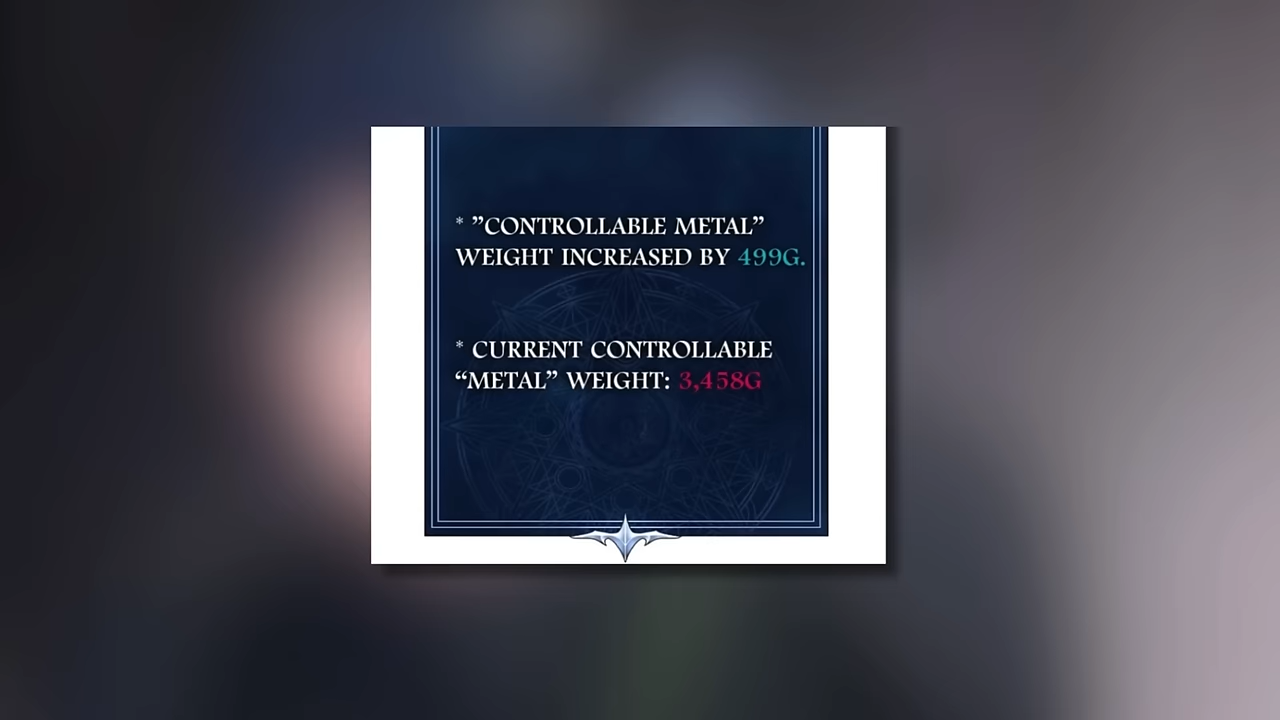 * ”CONTROLLABLE METAL”
WEIGHT INCREASED BY 499G.
* CURRENT CONTROLLABLE
“METAL” WEIGHT: 3,458G